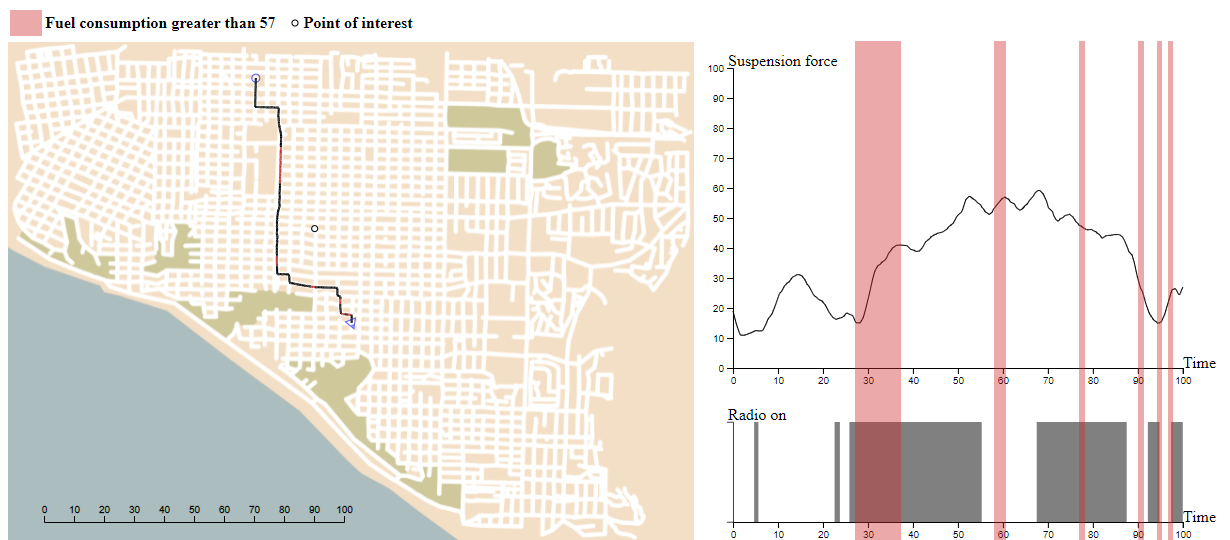 Fuel consumption greater than 57 Point of interest
Suspension force
100
90
80
70
60
50
40
30
20
10
0
Time
0 10 20 30 40 50 60 70 80 90 100
Radio on
Time
0 10 20 30 40 50 60 70 80 90 100
0 10 20 30 40 50 60 70 80 90 100